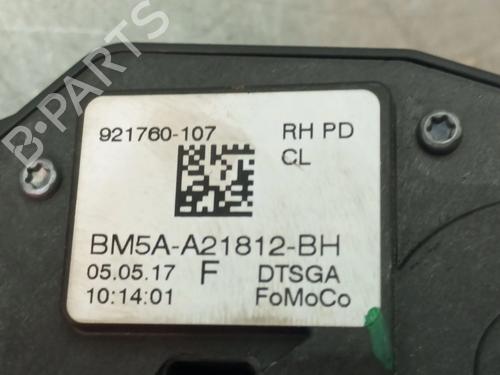 B-PARTS
921760-107 RH PD
CL
BM5A-A21812-BH
05.05.17 F DTSGA
10:14:01 FoMoCo